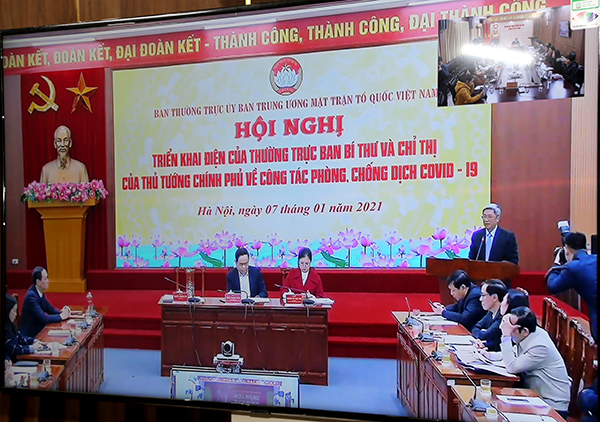 ĐOÀN KẾT, ĐOÀN KẾT, ĐẠI ĐOÀN KẾT - THÀNH CÔNG, THÀNH CÔNG, ĐẠI THÀNH CÔNG
BAN THƯỜNG TRỰC ỦY BAN TRUNG ƯƠNG MẶT TRẬN TỔ QUỐC VIỆT NAM
HỘI NGHỊ
TRIỂN KHAI ĐIỆN CỦA THƯỜNG TRỰC BAN BÍ THƯ VÀ CHỈ THỊ
CỦA THỦ TƯỚNG CHÍNH PHỦ VỀ CÔNG TÁC PHÒNG, CHỐNG DỊCH COVID - 19
Hà Nội, ngày 07 tháng 01 năm 2021